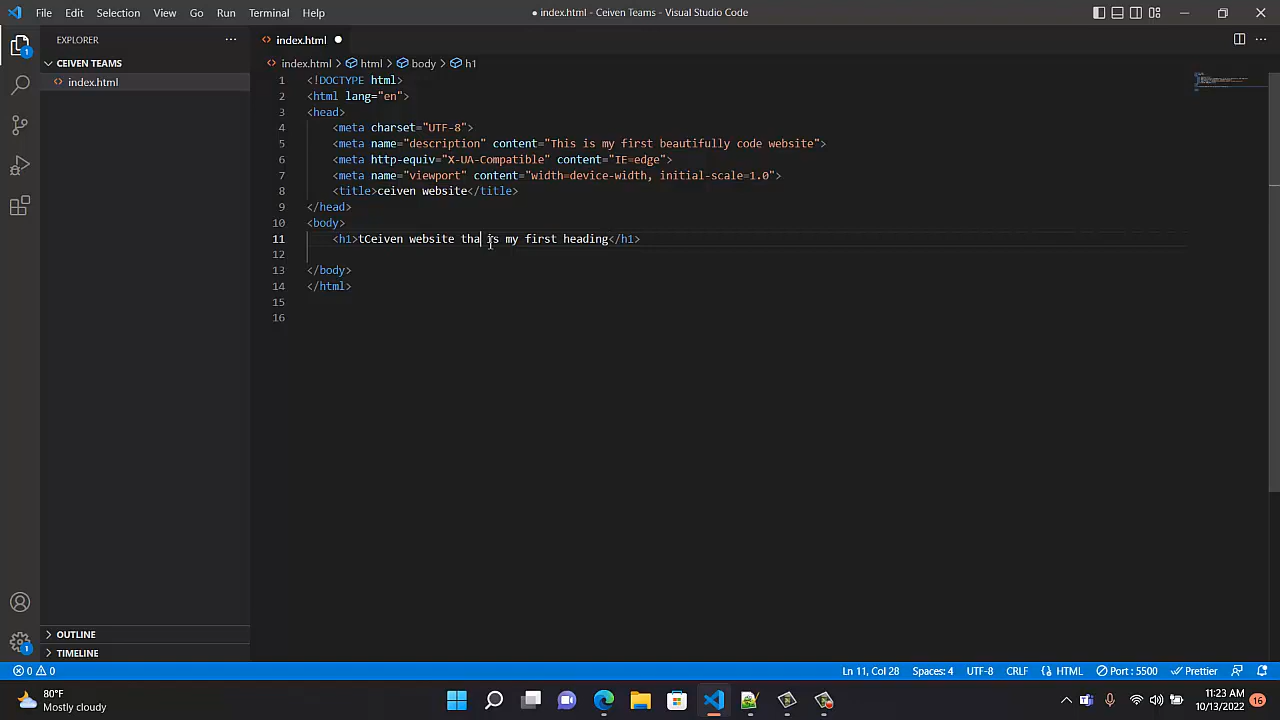 File Edit Selection View Go Run Terminal Help
● index.html - Ceiven Teams - Visual Studio Code
EXPLORER
CEIVEN TEAMS
index.html
1
1
index.html ●
index.html > html > body > h1
1 <!DOCTYPE html>
2 <html lang="en">
3 <head>
4 <meta charset="UTF-8">
5 <meta name="description" content="This is my first beautifully code website">
6 <meta http-equiv="X-UA-Compatible" content="IE=edge">
7 <meta name="viewport" content="width=device-width, initial-scale=1.0">
8 <title>ceiven website</title>
9 </head>
10 <body>
11 <h1>tCeiven website tha is my first heading</h1>
12
13 </body>
14 </html>
15
16
OUTLINE
TIMELINE
0 0
Ln 11, Col 28 Spaces: 4 UTF-8 CRLF HTML Port : 5500 Prettier
80°F
Mostly cloudy
11:23 AM
10/13/2022
16